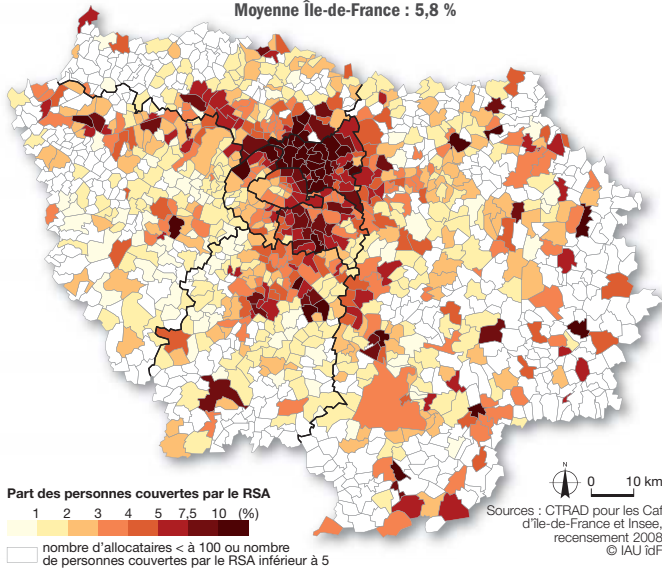 Moyenne Île-de-France : 5,8 %
Part des personnes couvertes par le RSA
1 2 3 4 5 7,5 10 (%)
nombre d'allocataires < à 100 ou nombre
de personnes couvertes par le RSA inférieur à 5
N
0 10 km
Sources : CTRAD pour les Caf
d'île-de-France et Insee,
recensement 2008
© IAU îdF